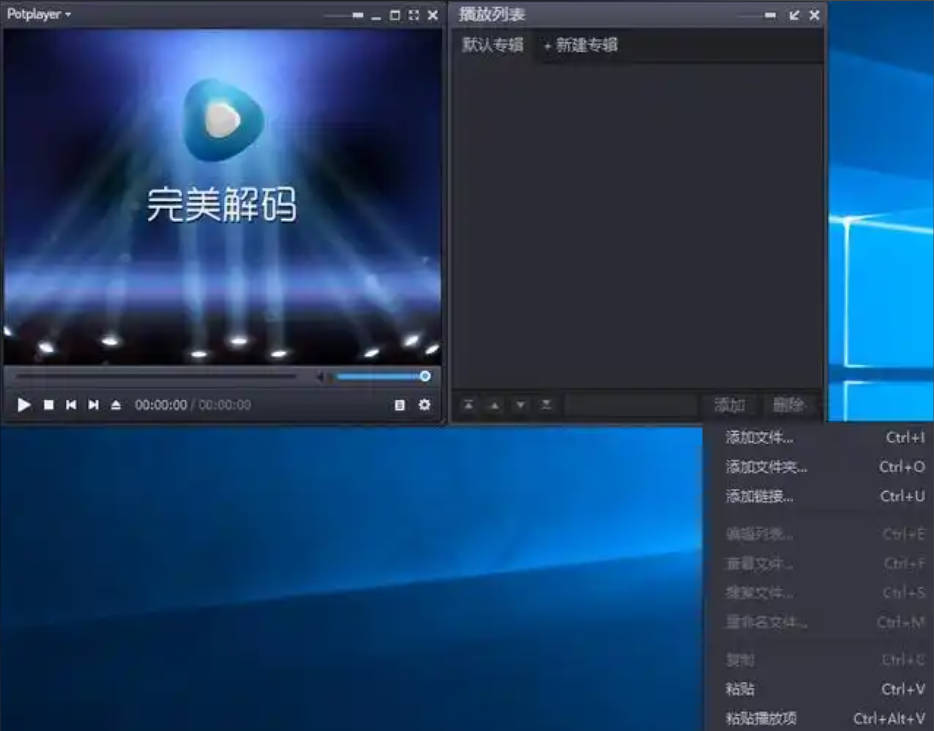 Potplayer
完美解码
00:00:00 / 00:00:00
播放列表
默认专辑 + 新建专辑
添加 删除
添加文件... Ctrl+I
添加文件夹... Ctrl+O
添加链接... Ctrl+U
编辑列表... Ctrl+E
查看文件... Ctrl+F
搜索文件... Ctrl+S
重命名文件... Ctrl+M
复制 Ctrl+C
粘贴 Ctrl+V
粘贴播放项 Ctrl+Alt+V